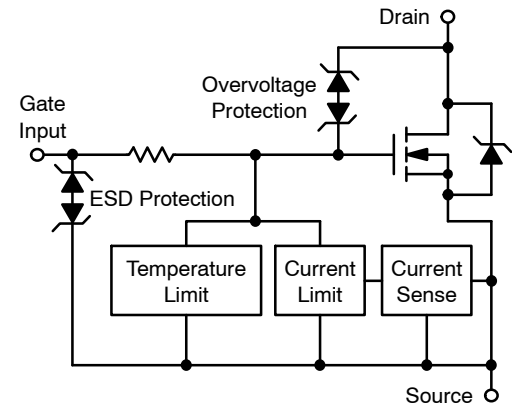 Drain
Overvoltage
Protection
Gate
Input
ESD Protection
Temperature
Limit
Current
Limit
Current
Sense
Source